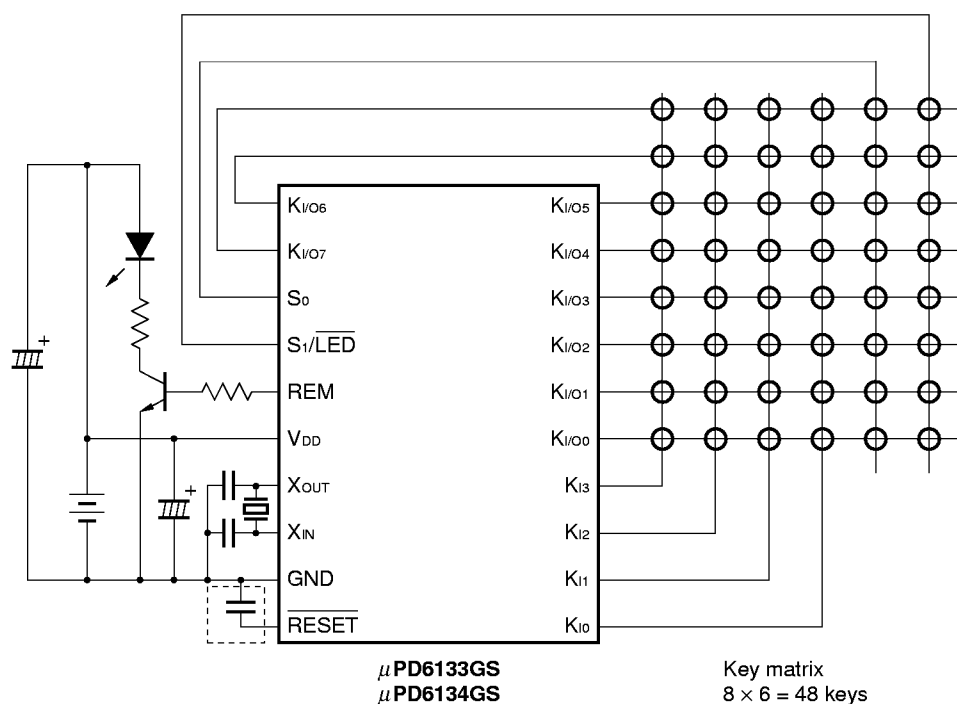 KI/O6
KI/O7
S0
S1/LED
REM
VDD
XOUT
XIN
GND
RESET
KI/O5
KI/O4
KI/O3
KI/O2
KI/O1
KI/O0
KI3
KI2
KI1
KI0
+
+
μPD6133GS
μPD6134GS
Key matrix
8 × 6 = 48 keys